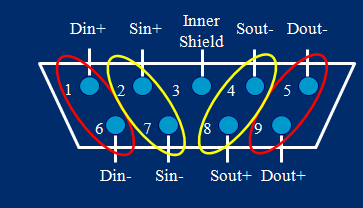 Din+ Sin+ Inner Shield Sout- Dout-
1 2 3 4 5
6 7 8 9
Din- Sin- Sout+ Dout+